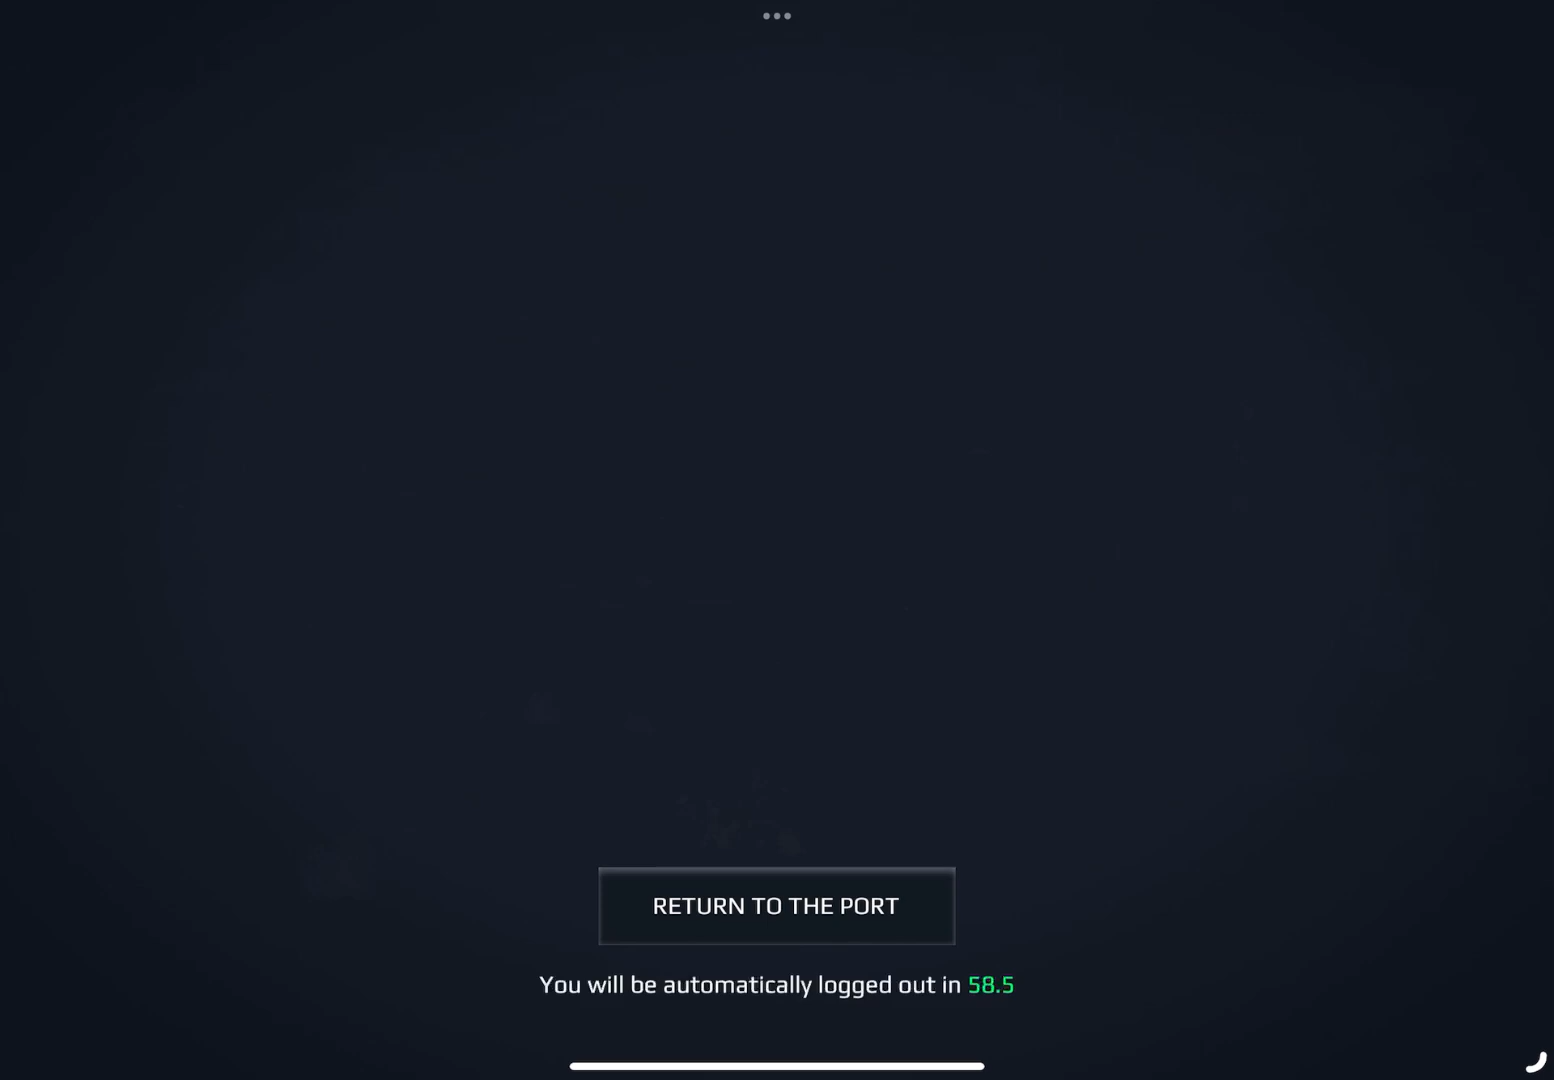 RETURN TO THE PORT
You will be automatically logged out in 58.5